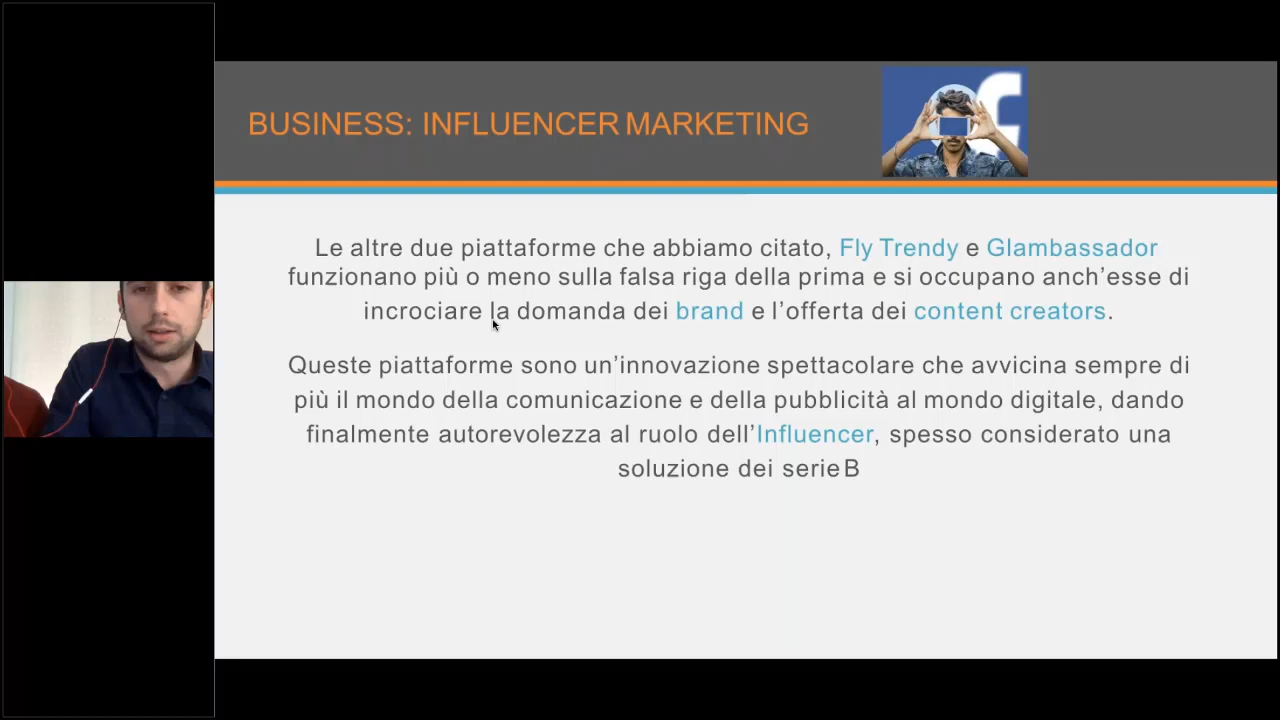 BUSINESS: INFLUENCER MARKETING
f
Le altre due piattaforme che abbiamo citato, Fly Trendy e Glambassador
funzionano più o meno sulla falsa riga della prima e si occupano anch’esse di
incrociare la domanda dei brand e l’offerta dei content creators.
Queste piattaforme sono un’innovazione spettacolare che avvicina sempre di
più il mondo della comunicazione e della pubblicità al mondo digitale, dando
finalmente autorevolezza al ruolo dell’Influencer, spesso considerato una
soluzione dei serie B